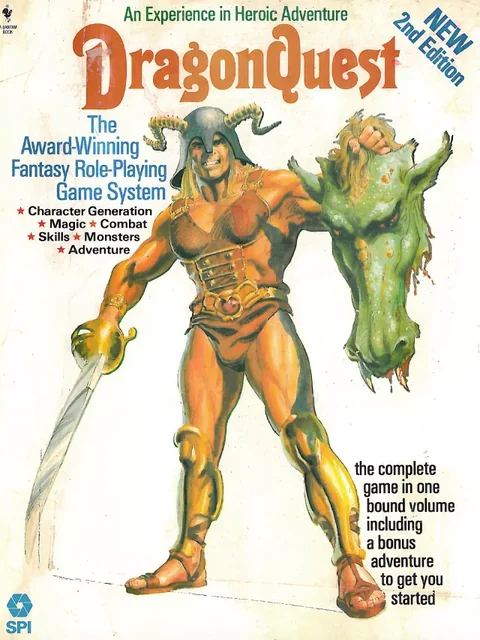 An Experience in Heroic Adventure
DragonQuest
NEW
2nd Edition
The
Award-Winning
Fantasy Role-Playing
Game System
★ Character Generation
★ Magic ★ Combat
★ Skills ★ Monsters
★ Adventure
the complete
game in one
bound volume
including
a bonus
adventure
to get you
started
SPI
A BANTAM
BOOK